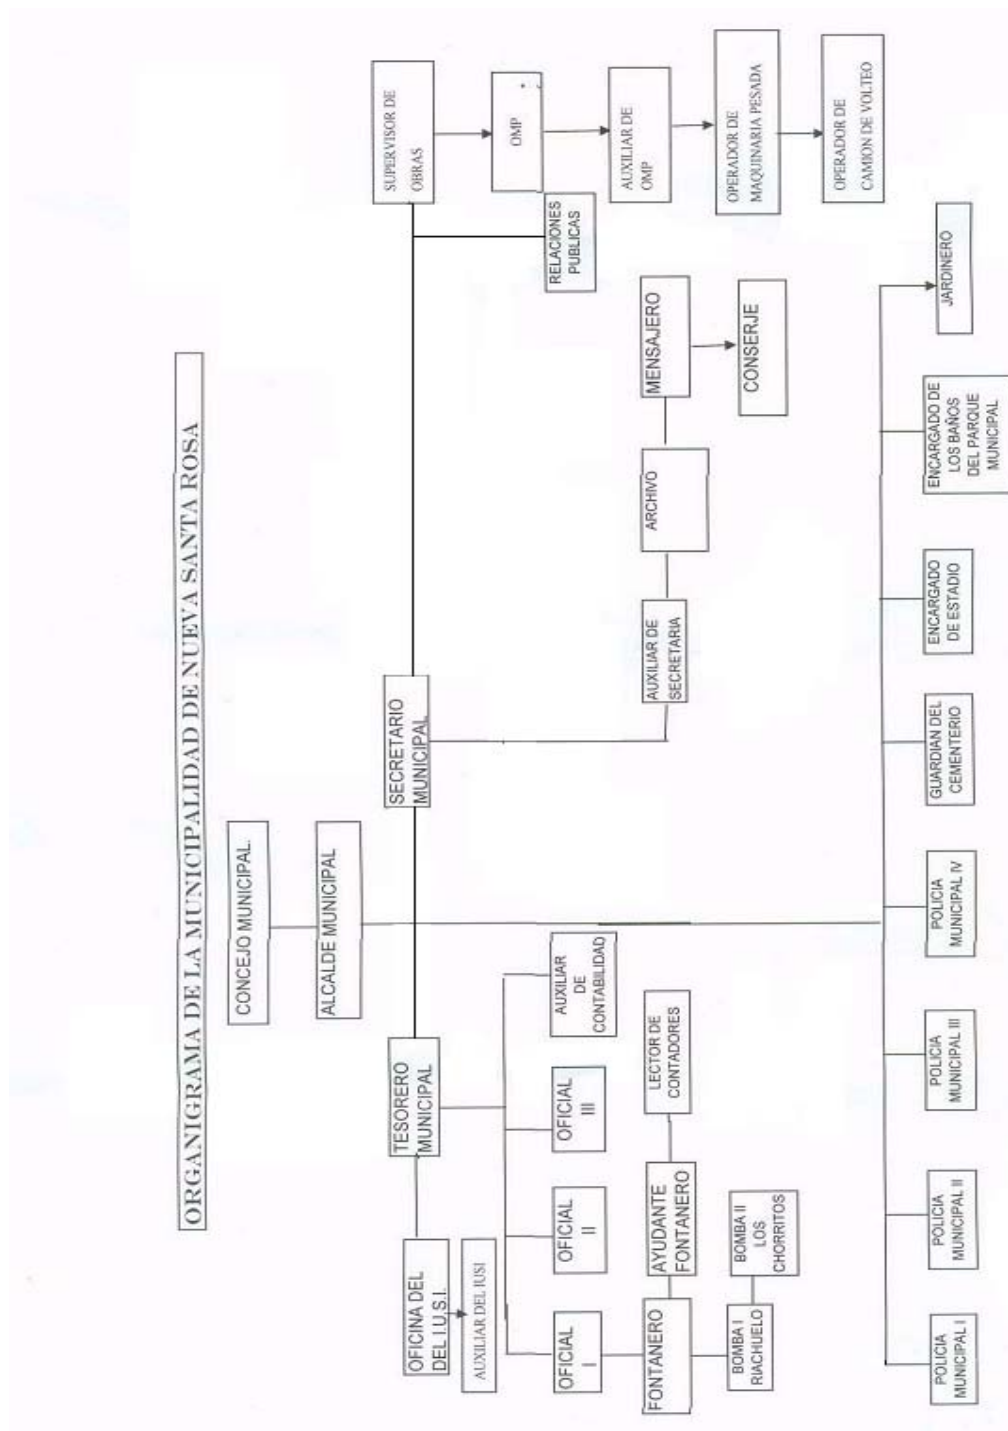 ORGANIGRAMA DE LA MUNICIPALIDAD DE NUEVA SANTA ROSA
CONCEJO MUNICIPAL.
ALCALDE MUNICIPAL
OFICINA DEL
DEL I.U.S.I.
AUXILIAR DEL IUSI
TESORERO
MUNICIPAL
SECRETARIO
MUNICIPAL
SUPERVISOR DE
OBRAS
OMP
RELACIONES
PUBLICAS
AUXILIAR DE
OMP
OPERADOR DE
MAQUINARIA PESADA
OPERADOR DE
CAMION DE VOLTEO
OFICIAL
I
OFICIAL
II
OFICIAL
III
AUXILIAR
DE
CONTABILIDAD
FONTANERO
AYUDANTE
FONTANERO
LECTOR DE
CONTADORES
BOMBA I
RIACHUELO
BOMBA II
LOS
CHORRITOS
AUXILIAR DE
SECRETARIA
ARCHIVO
MENSAJERO
CONSERJE
POLICIA
MUNICIPAL I
POLICIA
MUNICIPAL II
POLICIA
MUNICIPAL III
POLICIA
MUNICIPAL IV
GUARDIAN DEL
CEMENTERIO
ENCARGADO
DE ESTADIO
ENCARGADO DE
LOS BAÑOS
DEL PARQUE
MUNICIPAL
JARDINERO